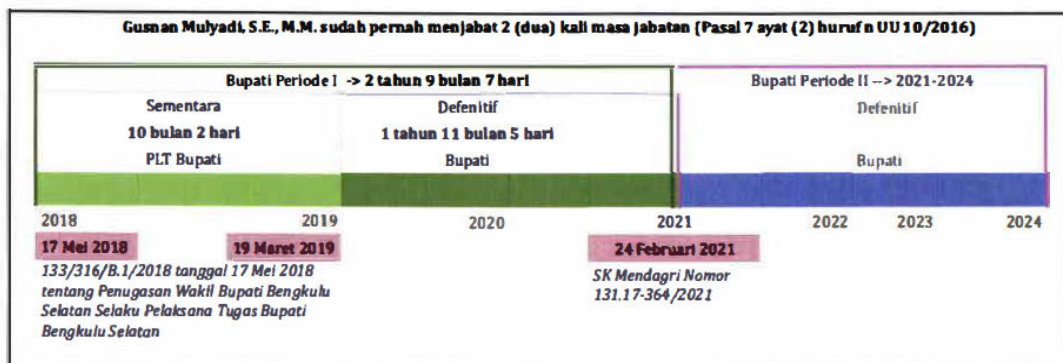 Gusnan Mulyadi, S.E., M.M. sudah pernah menjabat 2 (dua) kali masa jabatan (Pasal 7 ayat (2) huruf n UU 10/2016)
Bupati Periode I -> 2 tahun 9 bulan 7 hari
Bupati Periode II --> 2021-2024
Sementara
Defenitif
Defenitif
10 bulan 2 hari
1 tahun 11 bulan 5 hari
PLT Bupati
Bupati
Bupati
2018
2019
2020
2021
2022
2023
2024
17 Mei 2018
19 Maret 2019
24 Februari 2021
133/316/B.1/2018 tanggal 17 Mei 2018
tentang Penugasan Wakil Bupati Bengkulu
Selatan Selaku Pelaksana Tugas Bupati
Bengkulu Selatan
SK Mendagri Nomor
131.17-364/2021